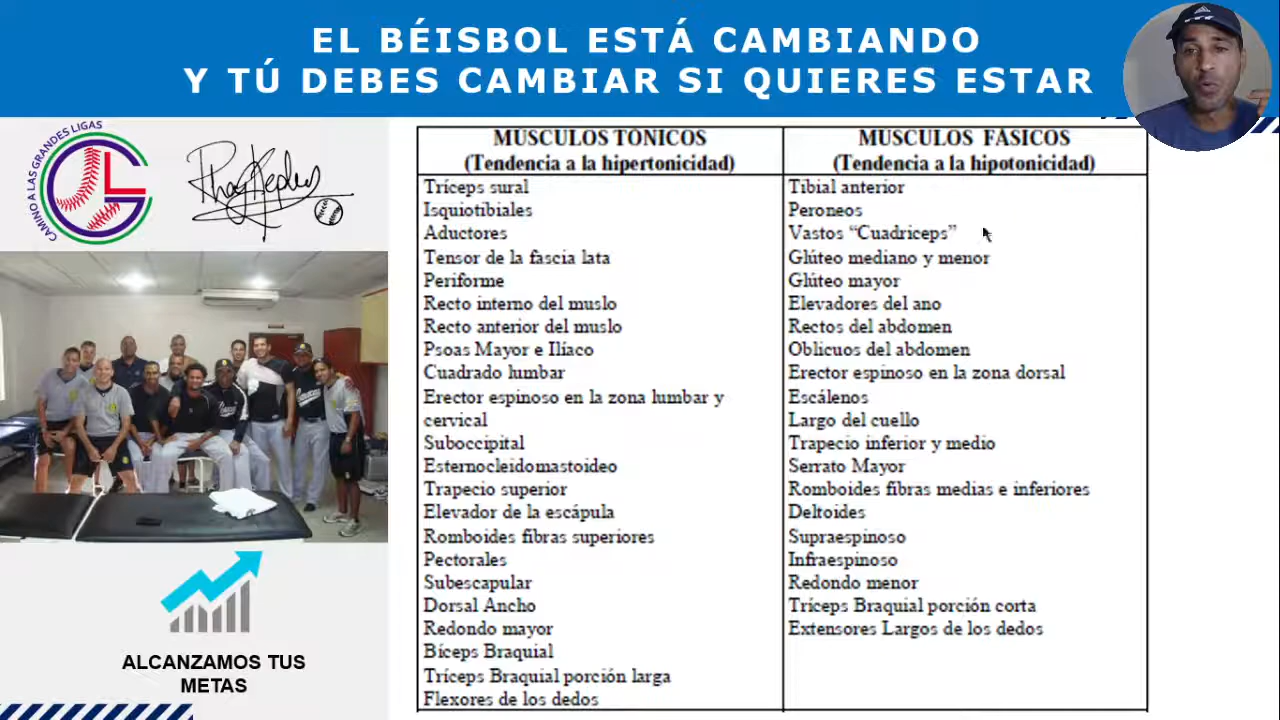 EL BÉISBOL ESTÁ CAMBIANDO
Y TÚ DEBES CAMBIAR SI QUIERES ESTAR
CAMINO A LAS GRANDES LIGAS
MUSCULOS TÓNICOS
(Tendencia a la hipertonicidad)
Tríceps sural
Isquiotibiales
Aductores
Tensor de la fascia lata
Periforme
Recto interno del muslo
Recto anterior del muslo
Psoas Mayor e Ilíaco
Cuadrado lumbar
Erector espinoso en la zona lumbar y
cervical
Suboccipital
Esternocleidomastoideo
Trapecio superior
Elevador de la escápula
Romboides fibras superiores
Pectorales
Subescapular
Dorsal Ancho
Redondo mayor
Bíceps Braquial
Tríceps Braquial porción larga
Flexores de los dedos
MUSCULOS FÁSICOS
(Tendencia a la hipotonicidad)
Tibial anterior
Peroneos
Vastos “Cuadriceps”
Glúteo mediano y menor
Glúteo mayor
Elevadores del ano
Rectos del abdomen
Oblicuos del abdomen
Erector espinoso en la zona dorsal
Escálenos
Largo del cuello
Trapecio inferior y medio
Serrato Mayor
Romboides fibras medias e inferiores
Deltoides
Supraespinoso
Infraespinoso
Redondo menor
Tríceps Braquial porción corta
Extensores Largos de los dedos
ALCANZAMOS TUS
METAS